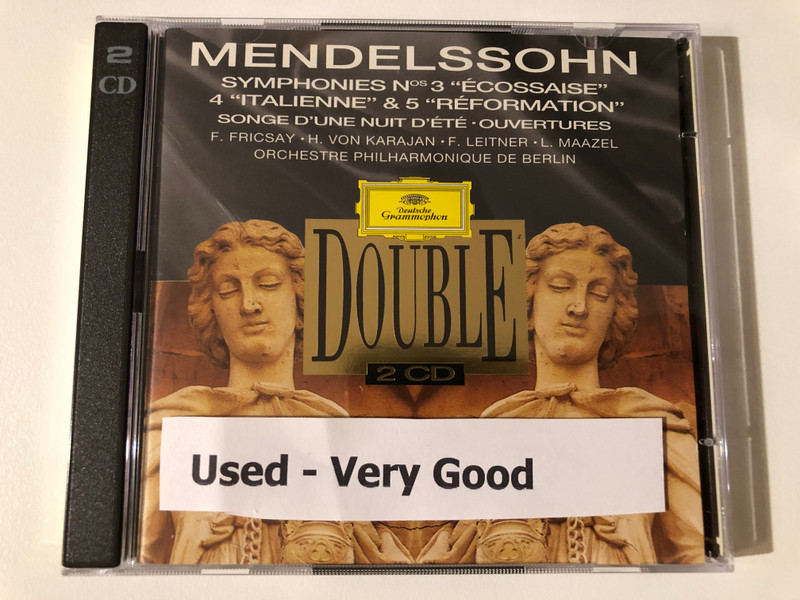 2
CD
MENDELSSOHN
SYMPHONIES Nos 3 “ÉCOSSAISE”
4 “ITALIENNE” & 5 “RÉFORMATION”
SONGE D’UNE NUIT D’ÉTÉ · OUVERTURES
F. FRICSAY · H. VON KARAJAN · F. LEITNER · L. MAAZEL
ORCHESTRE PHILHARMONIQUE DE BERLIN
Deutsche
Grammophon
DOUBLE
2 CD
Used - Very Good